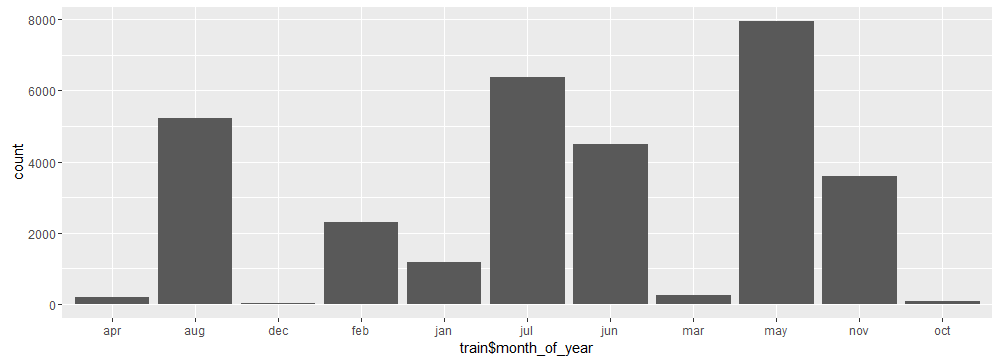 8000
6000
4000
2000
0
count
apr aug dec feb jan jul jun mar may nov oct
train$month_of_year